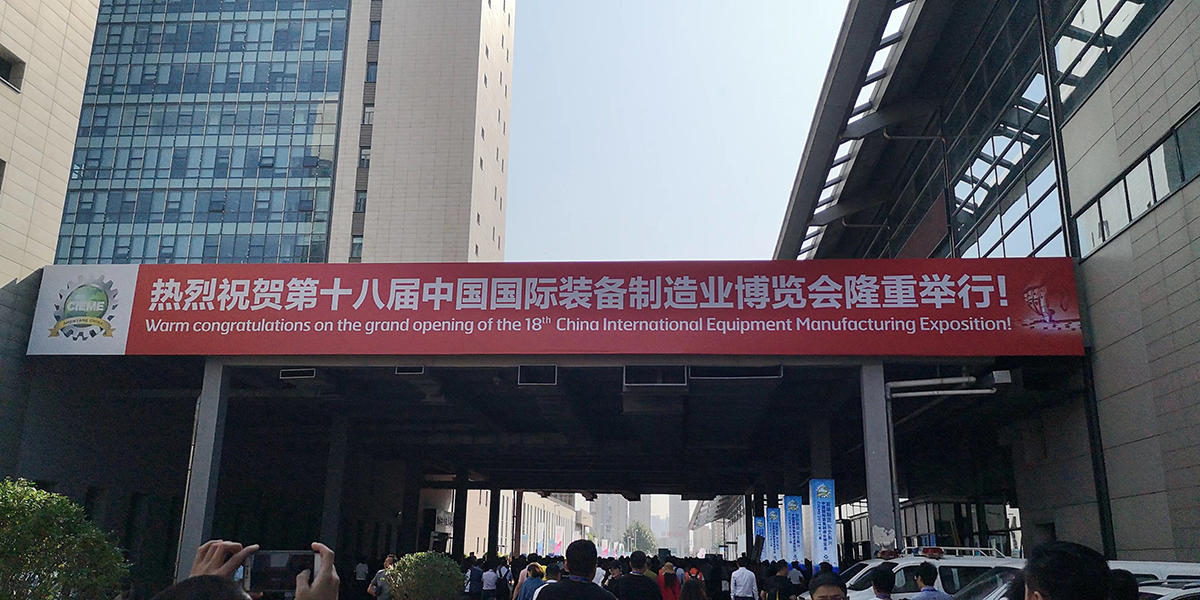 CIEME
SHENYANG CHINA
热烈祝贺第十八届中国国际装备制造业博览会隆重举行!
Warm congratulations on the grand opening of the 18th China International Equipment Manufacturing Exposition!